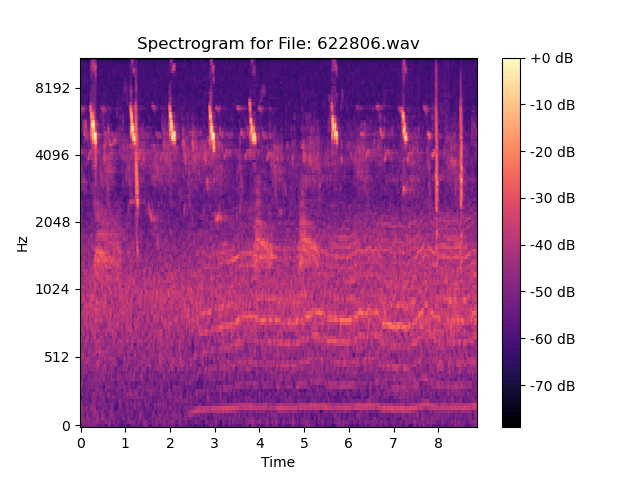 Spectrogram for File: 622806.wav
8192
4096
2048
1024
512
0
Hz
0 1 2 3 4 5 6 7 8
Time
+0 dB
-10 dB
-20 dB
-30 dB
-40 dB
-50 dB
-60 dB
-70 dB